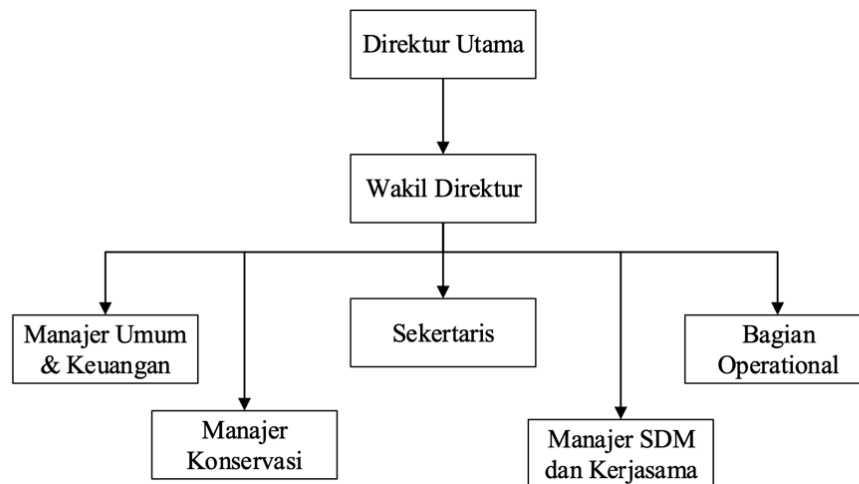 Direktur Utama
Wakil Direktur
Manajer Umum
& Keuangan
Sekertaris
Bagian
Operational
Manajer
Konservasi
Manajer SDM
dan Kerjasama